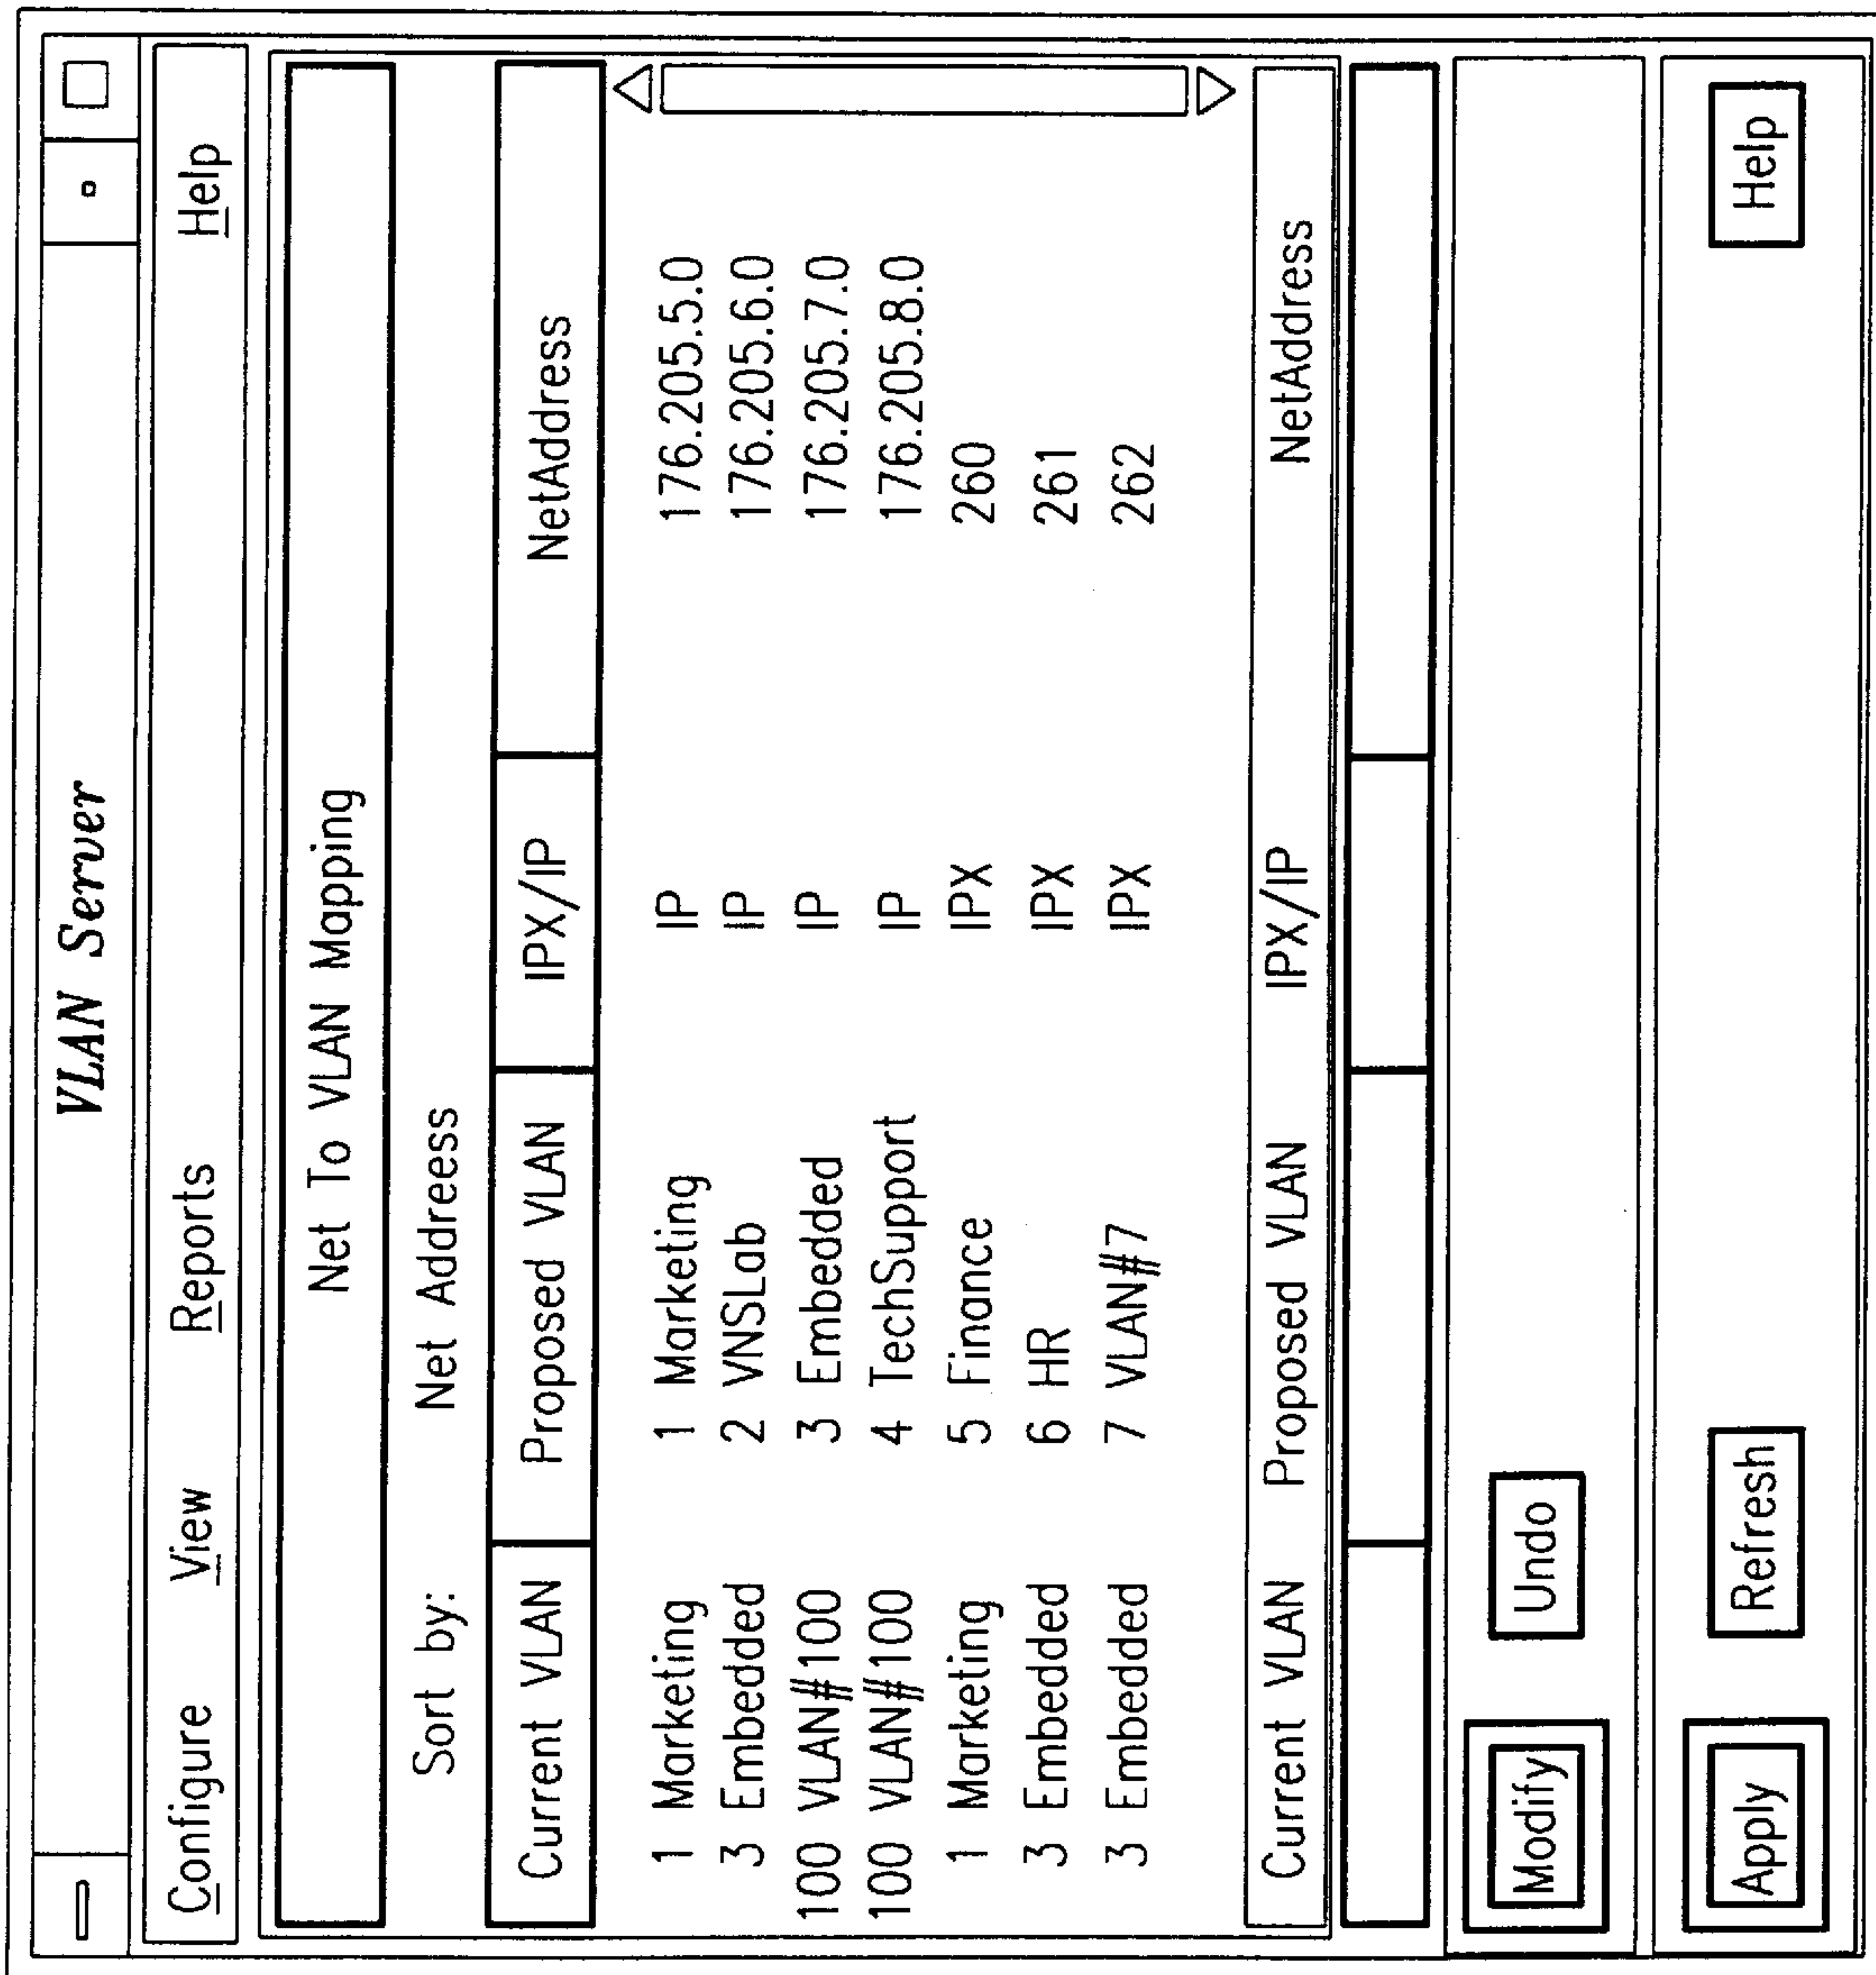 VLAN Server
Configure View Reports Help
Net To VLAN Mapping
Sort by: Net Address
Current VLAN Proposed VLAN IPX/IP NetAddress
1 Marketing 1 Marketing IP 176.205.5.0
3 Embedded 2 VNSLab IP 176.205.6.0
100 VLAN#100 3 Embedded IP 176.205.7.0
100 VLAN#100 4 TechSupport IP 176.205.8.0
1 Marketing 5 Finance IPX 260
3 Embedded 6 HR IPX 261
3 Embedded 7 VLAN#7 IPX 262
Current VLAN Proposed VLAN IPX/IP NetAddress
Modify Undo
Apply Refresh Help